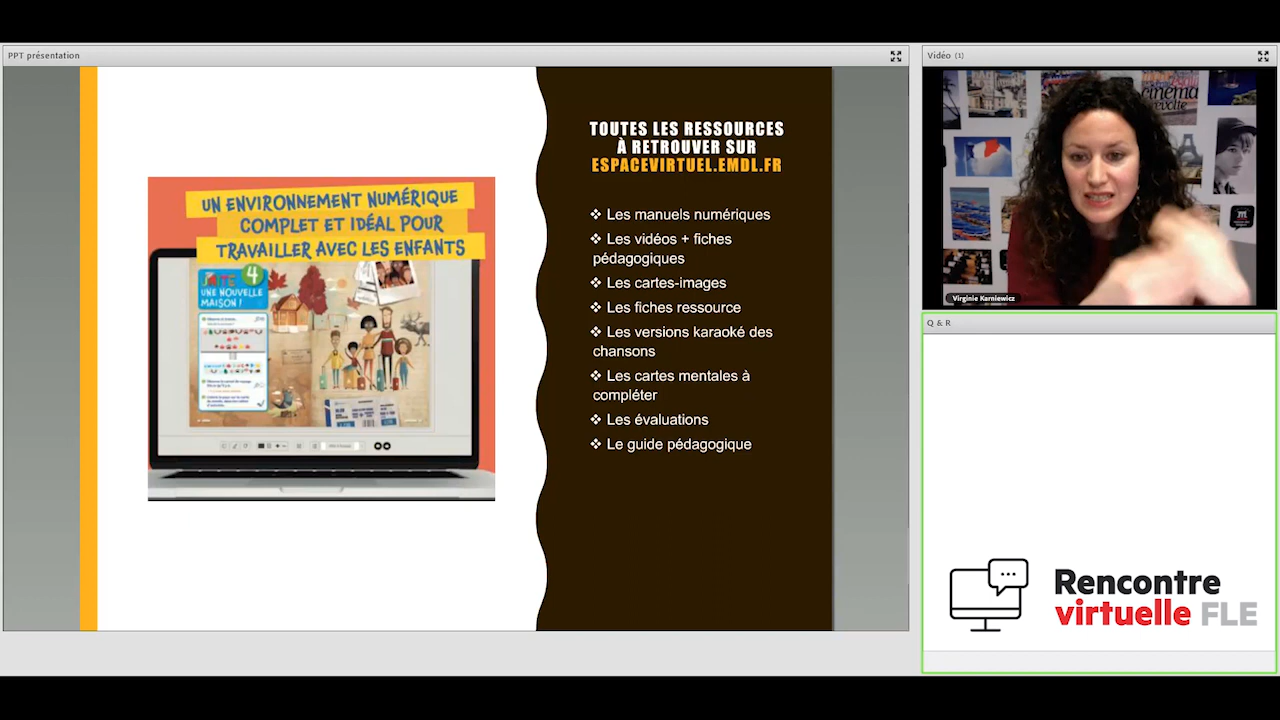 PPT présentation
UN ENVIRONNEMENT NUMÉRIQUE
COMPLET ET IDÉAL POUR
TRAVAILLER AVEC LES ENFANTS
4
UNE NOUVELLE
MAISON !
TOUTES LES RESSOURCES
À RETROUVER SUR
ESPACEVIRTUEL.EMDL.FR
❖ Les manuels numériques
❖ Les vidéos + fiches
pédagogiques
❖ Les cartes-images
❖ Les fiches ressource
❖ Les versions karaoké des
chansons
❖ Les cartes mentales à
compléter
❖ Les évaluations
❖ Le guide pédagogique
Vidéo (1)
cinéma
révolte
Virginie Karniewicz
Q & R
Rencontre
virtuelle FLE